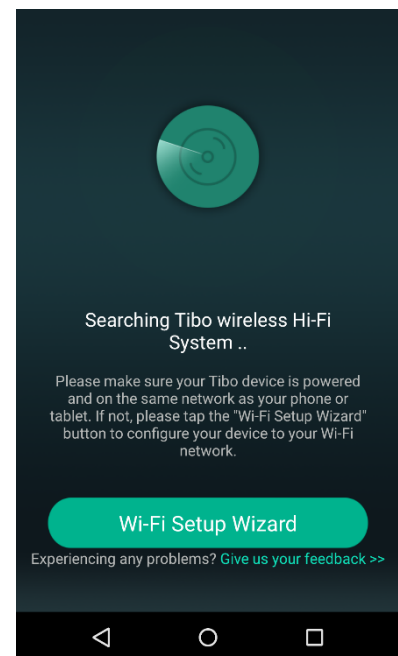 Searching Tibo wireless Hi-Fi
System ..
Please make sure your Tibo device is powered
and on the same network as your phone or
tablet. If not, please tap the "Wi-Fi Setup Wizard"
button to configure your device to your Wi-Fi
network.
Wi-Fi Setup Wizard
Experiencing any problems? Give us your feedback >>